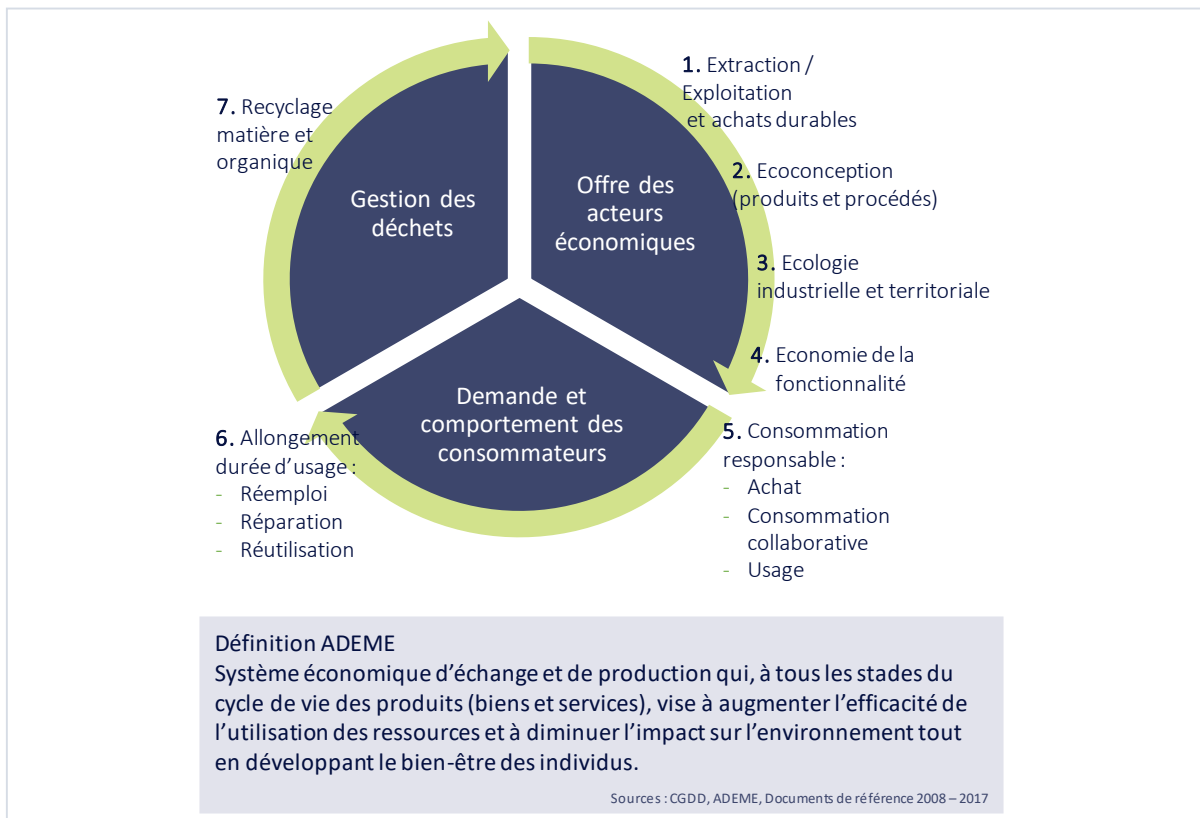 1. Extraction /
Exploitation
et achats durables
2. Ecoconception
(produits et procédés)
3. Ecologie
industrielle et territoriale
4. Economie de la
fonctionnalité
5. Consommation
responsable :
- Achat
- Consommation
collaborative
- Usage
6. Allongement
durée d’usage :
- Réemploi
- Réparation
- Réutilisation
7. Recyclage
matière et
organique
Gestion des
déchets
Offre des
acteurs
économiques
Demande et
comportement des
consommateurs
Définition ADEME
Système économique d’échange et de production qui, à tous les stades du
cycle de vie des produits (biens et services), vise à augmenter l’efficacité de
l’utilisation des ressources et à diminuer l’impact sur l’environnement tout
en développant le bien-être des individus.
Sources : CGDD, ADEME, Documents de référence 2008 – 2017